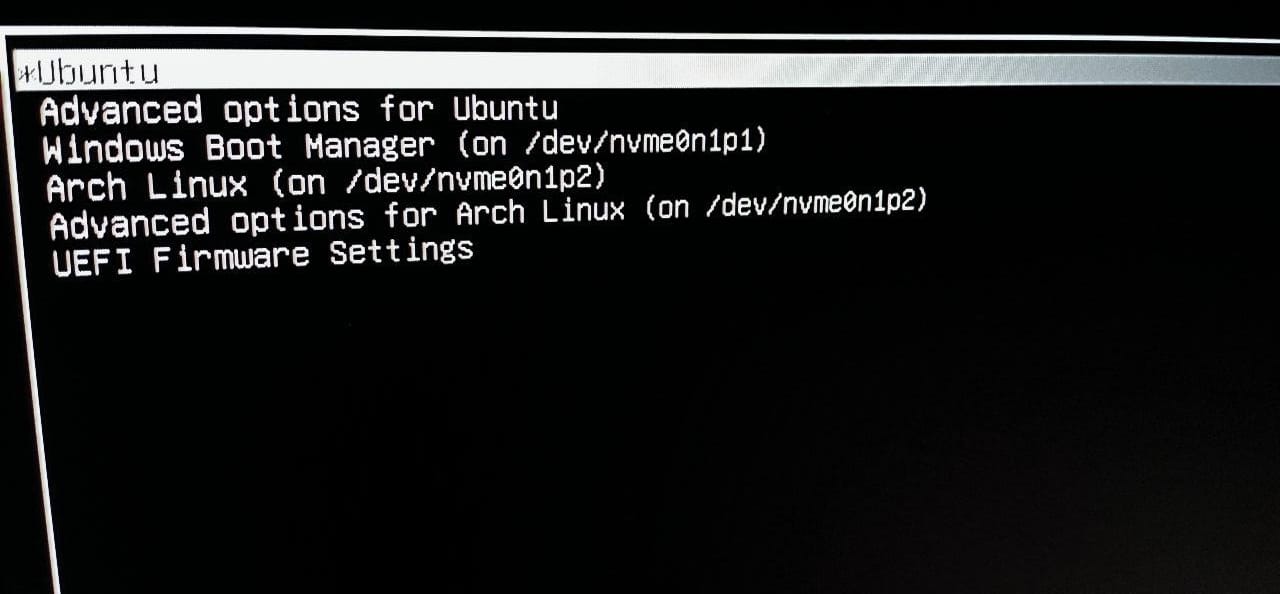 *Ubuntu
Advanced options for Ubuntu
Windows Boot Manager (on /dev/nvme0n1p1)
Arch Linux (on /dev/nvme0n1p2)
Advanced options for Arch Linux (on /dev/nvme0n1p2)
UEFI Firmware Settings